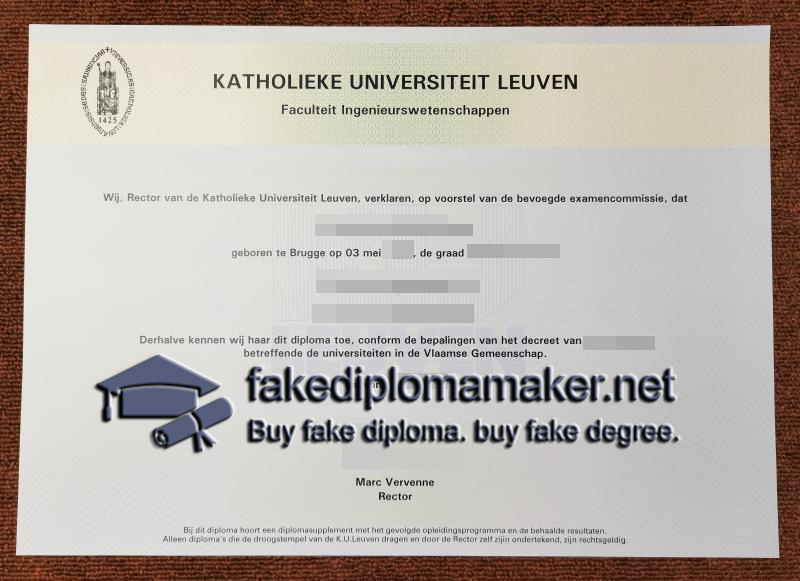 KATHOLIEKE UNIVERSITEIT LEUVEN
Faculteit Ingenieurswetenschappen
1425
Wij, Rector van de Katholieke Universiteit Leuven, verklaren, op voorstel van de bevoegde examencommissie, dat
geboren te Brugge op 03 mei , de graad
Derhalve kennen wij haar dit diploma toe, conform de bepalingen van het decreet van
betreffende de universiteiten in de Vlaamse Gemeenschap.
LEUVEN
fakediplomamaker.net
Buy fake diploma. buy fake degree.
Marc Vervenne
Rector
Bij dit diploma hoort een diplomasupplement met het gevolgde opleidingsprogramma en de behaalde resultaten.
Alleen diploma's die de droogstempel van de K.U.Leuven dragen en door de Rector zelf zijn ondertekend, zijn rechtsgeldig.